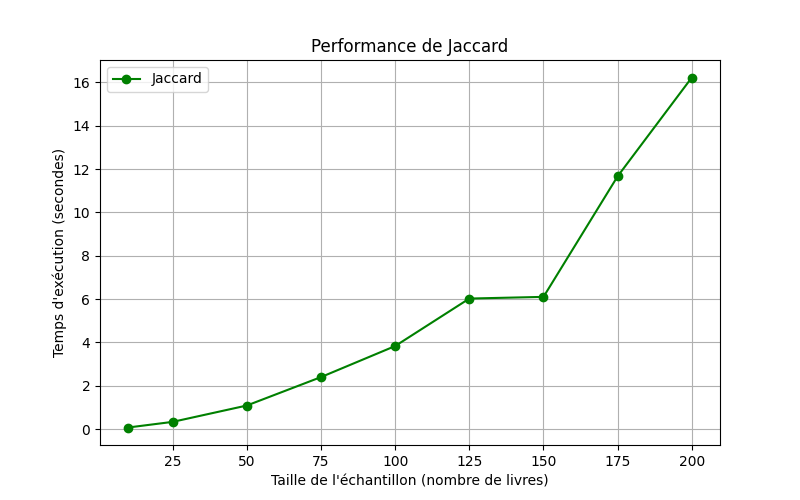 Performance de Jaccard
Jaccard
Temps d'exécution (secondes)
16
14
12
10
8
6
4
2
0
25 50 75 100 125 150 175 200
Taille de l'échantillon (nombre de livres)